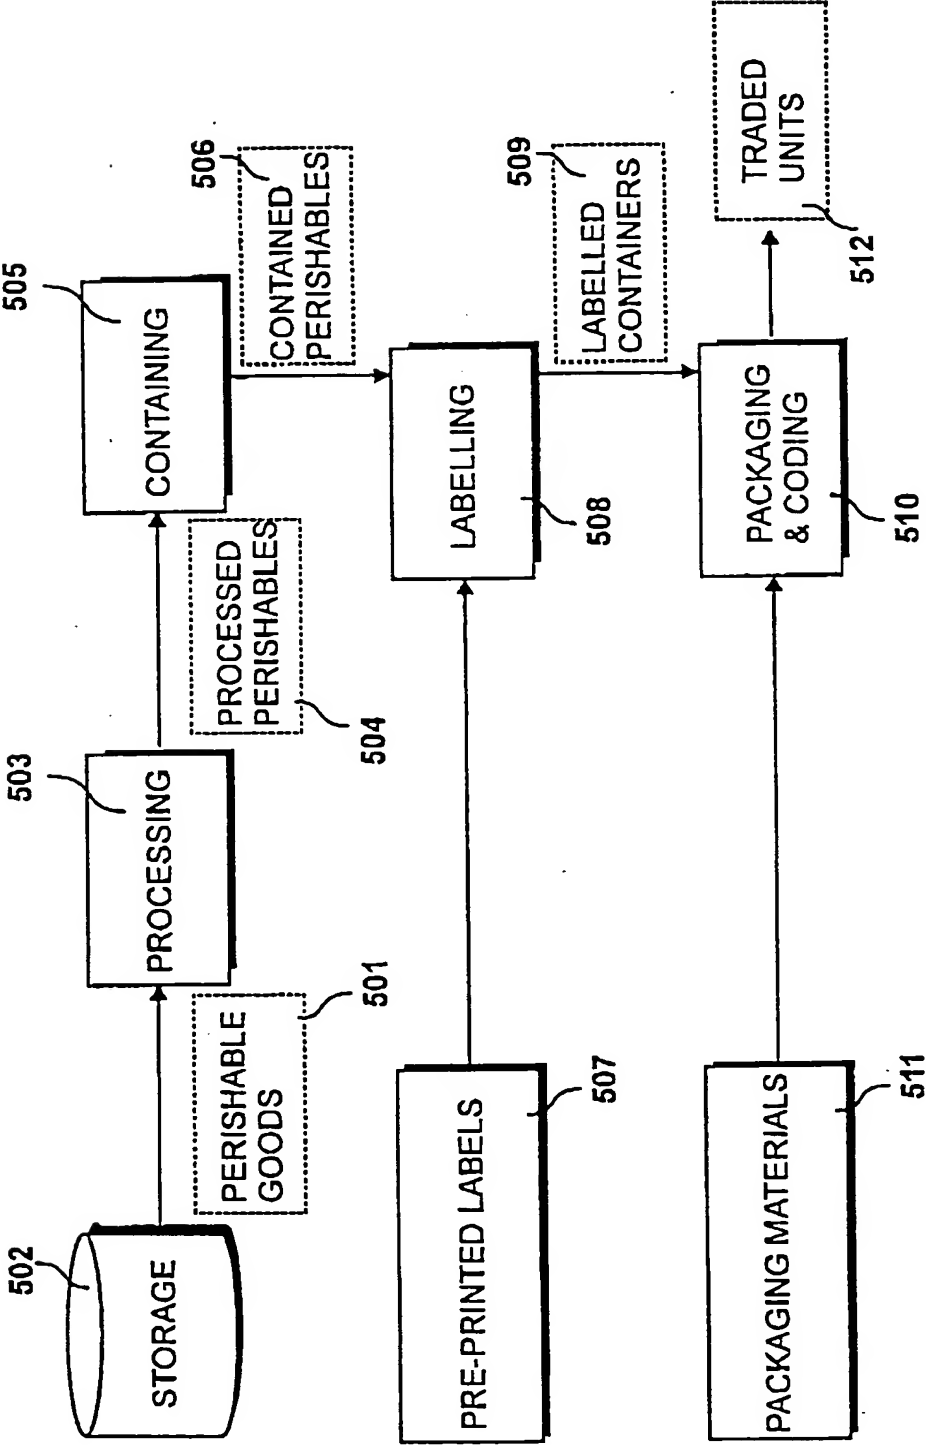 502
STORAGE
PERISHABLE
GOODS
501
503
PROCESSING
PROCESSED
PERISHABLES
504
505
CONTAINING
506
CONTAINED
PERISHABLES
PRE-PRINTED LABELS
507
LABELLING
508
509
LABELLED
CONTAINERS
PACKAGING MATERIALS
511
PACKAGING
& CODING
510
TRADED
UNITS
512